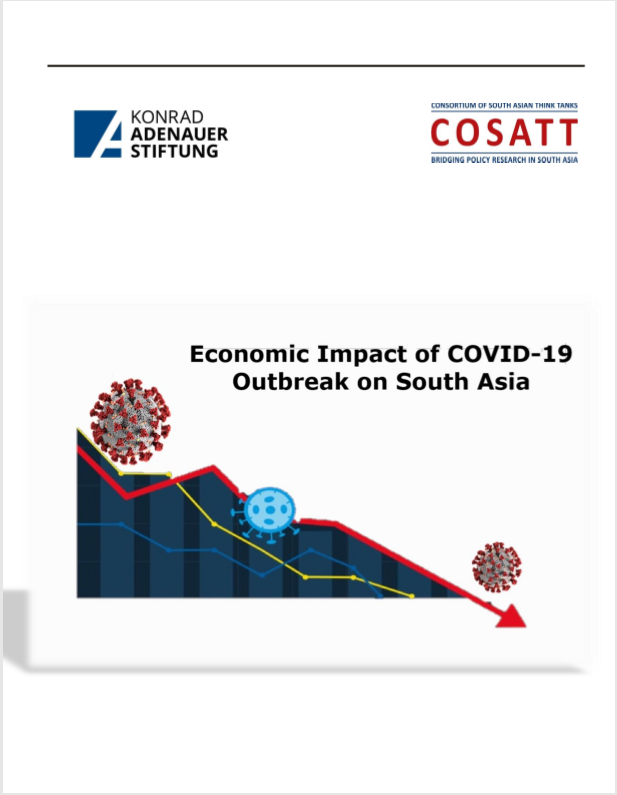 KONRAD
ADENAUER
STIFTUNG
CONSORTIUM OF SOUTH ASIAN THINK TANKS
COSATT
BRIDGING POLICY RESEARCH IN SOUTH ASIA
Economic Impact of COVID-19
Outbreak on South Asia